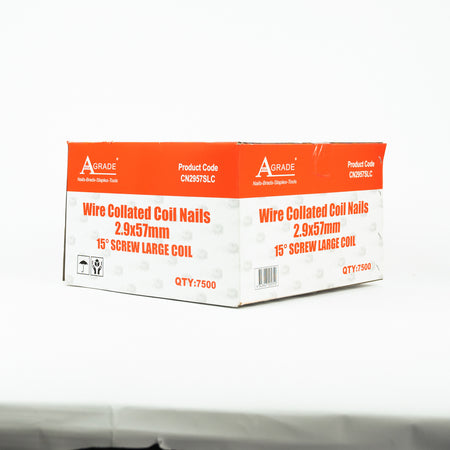 AGRADE
Nails-Brads-Staples-Tools
Product Code
CN2957SLC
Wire Collated Coil Nails
2.9x57mm
15° SCREW LARGE COIL
QTY:7500
AGRADE
Nails-Brads-Staples-Tools
Product Code
CN2957SLC
Wire Collated Coil Nails
2.9x57mm
15° SCREW LARGE COIL
QTY:7500